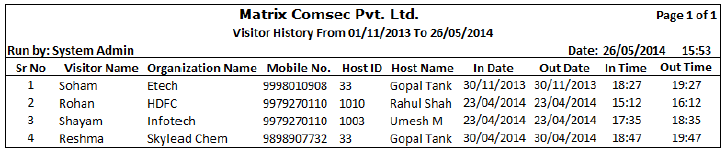 Matrix Comsec Pvt. Ltd. Page 1 of 1
Visitor History From 01/11/2013 To 26/05/2014
Run by: System Admin Date: 26/05/2014 15:53
Sr No Visitor Name Organization Name Mobile No. Host ID Host Name In Date Out Date In Time Out Time
1 Soham Etech 9998010908 33 Gopal Tank 30/11/2013 30/11/2013 18:27 19:27
2 Rohan HDFC 9979270110 1010 Rahul Shah 23/04/2014 23/04/2014 15:12 16:12
3 Shayam Infotech 9979270110 1003 Umesh M 23/04/2014 23/04/2014 17:35 18:35
4 Reshma Skylead Chem 9898907732 33 Gopal Tank 30/04/2014 30/04/2014 18:47 19:47